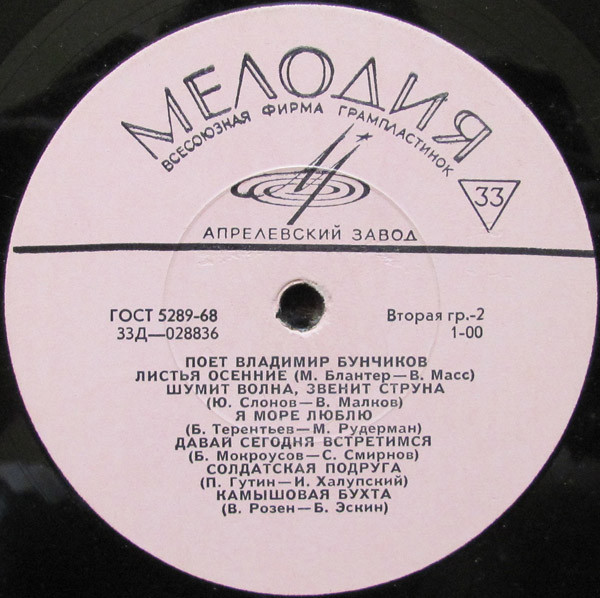 МЕЛОДИЯ
ВСЕСОЮЗНАЯ ФИРМА ГРАМПЛАСТИНОК
33
АПРЕЛЕВСКИЙ ЗАВОД
ГОСТ 5289-68 Вторая гр.-2
33Д—028836 1-00
ПОЕТ ВЛАДИМИР БУНЧИКОВ
ЛИСТЬЯ ОСЕННИЕ (М. Блантер—В. Масс)
ШУМИТ ВОЛНА, ЗВЕНИТ СТРУНА
(Ю. Слонов—В. Малков)
Я МОРЕ ЛЮБЛЮ
(Б. Терентьев—М. Рудерман)
ДАВАЙ СЕГОДНЯ ВСТРЕТИМСЯ
(Б. Мокроусов—С. Смирнов)
СОЛДАТСКАЯ ПОДРУГА
(П. Гутин—И. Халупский)
КАМЫШОВАЯ БУХТА
(В. Розен—Б. Эскин)